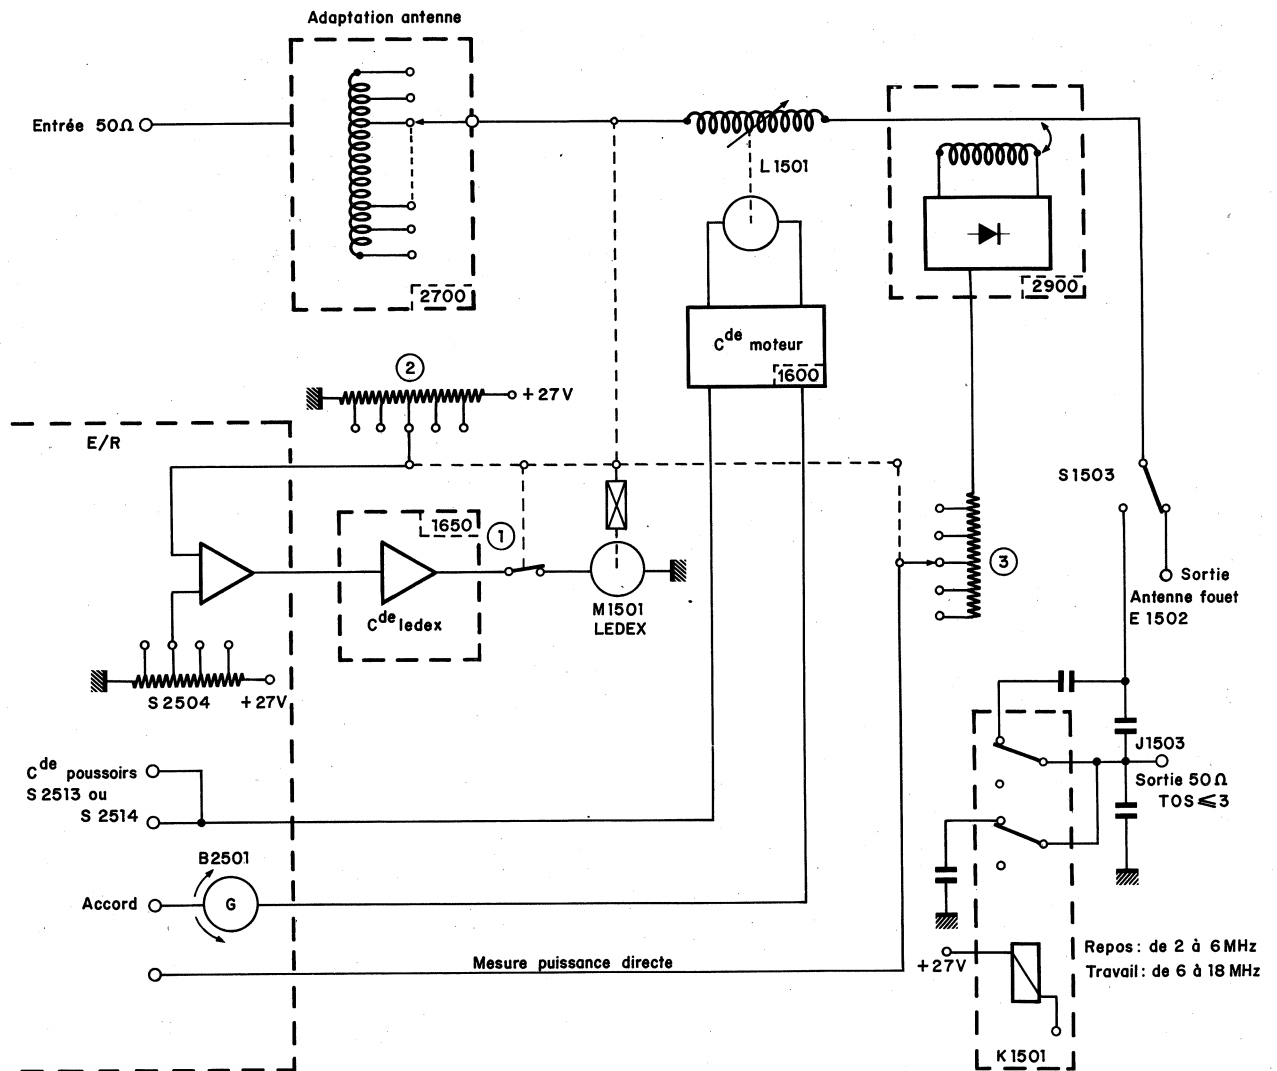 Adaptation antenne
Entrée 50Ω
L1501
2700
2900
Cde moteur
1600
2
+27V
E/R
S1503
1650
1
3
Sortie
Antenne fouet
E1502
M1501
LEDEX
Cde ledex
S2504
+27V
J1503
Cde poussoirs
S2513 ou
S2514
Sortie 50Ω
TOS ⩽ 3
B2501
Accord
G
Mesure puissance directe
+27V
Repos : de 2 à 6 MHz
Travail : de 6 à 18 MHz
K1501